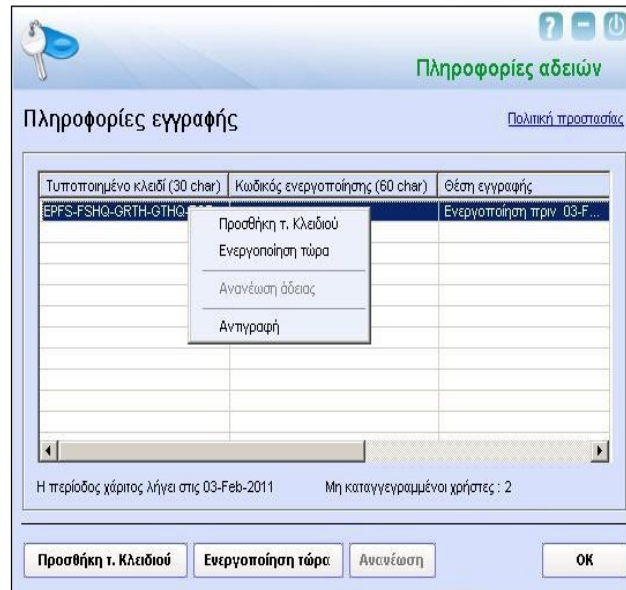 Πληροφορίες αδειών
Πληροφορίες εγγραφής
Πολιτική προστασίας
Τυποποιημένο κλειδί (30 char) Κωδικός ενεργοποίησης (60 char) Θέση εγγραφής
EPFS-FSHQ-GRTH-GTHQ- Ενεργοποίηση πριν 03-F...
Προσθήκη τ. Κλειδιού
Ενεργοποίηση τώρα
Ανανέωση άδειας
Αντιγραφή
Η περίοδος χάριτος λήγει στις 03-Feb-2011 Μη καταγγεγραμμένοι χρήστες : 2
Προσθήκη τ. Κλειδιού Ενεργοποίηση τώρα Ανανέωση OK